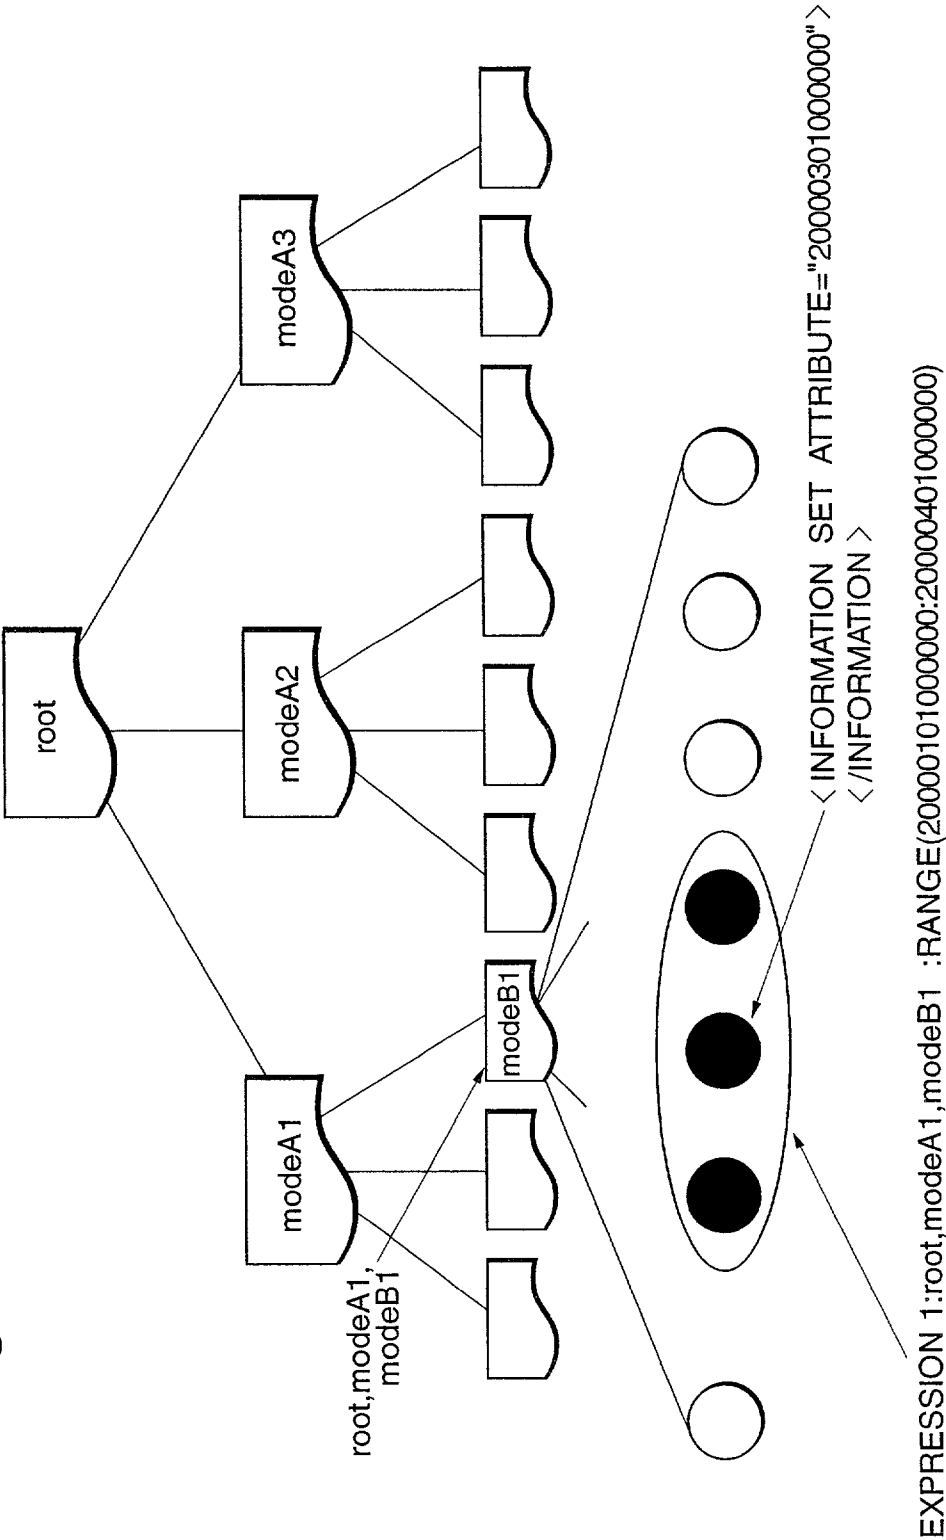 root
modeA1
modeA2
modeA3
root,modeA1,
modeB1
modeB1
<INFORMATION SET ATTRIBUTE="20000301000000">
</INFORMATION>
EXPRESSION 1:root,modeA1,modeB1 :RANGE(20000101000000:20000401000000)